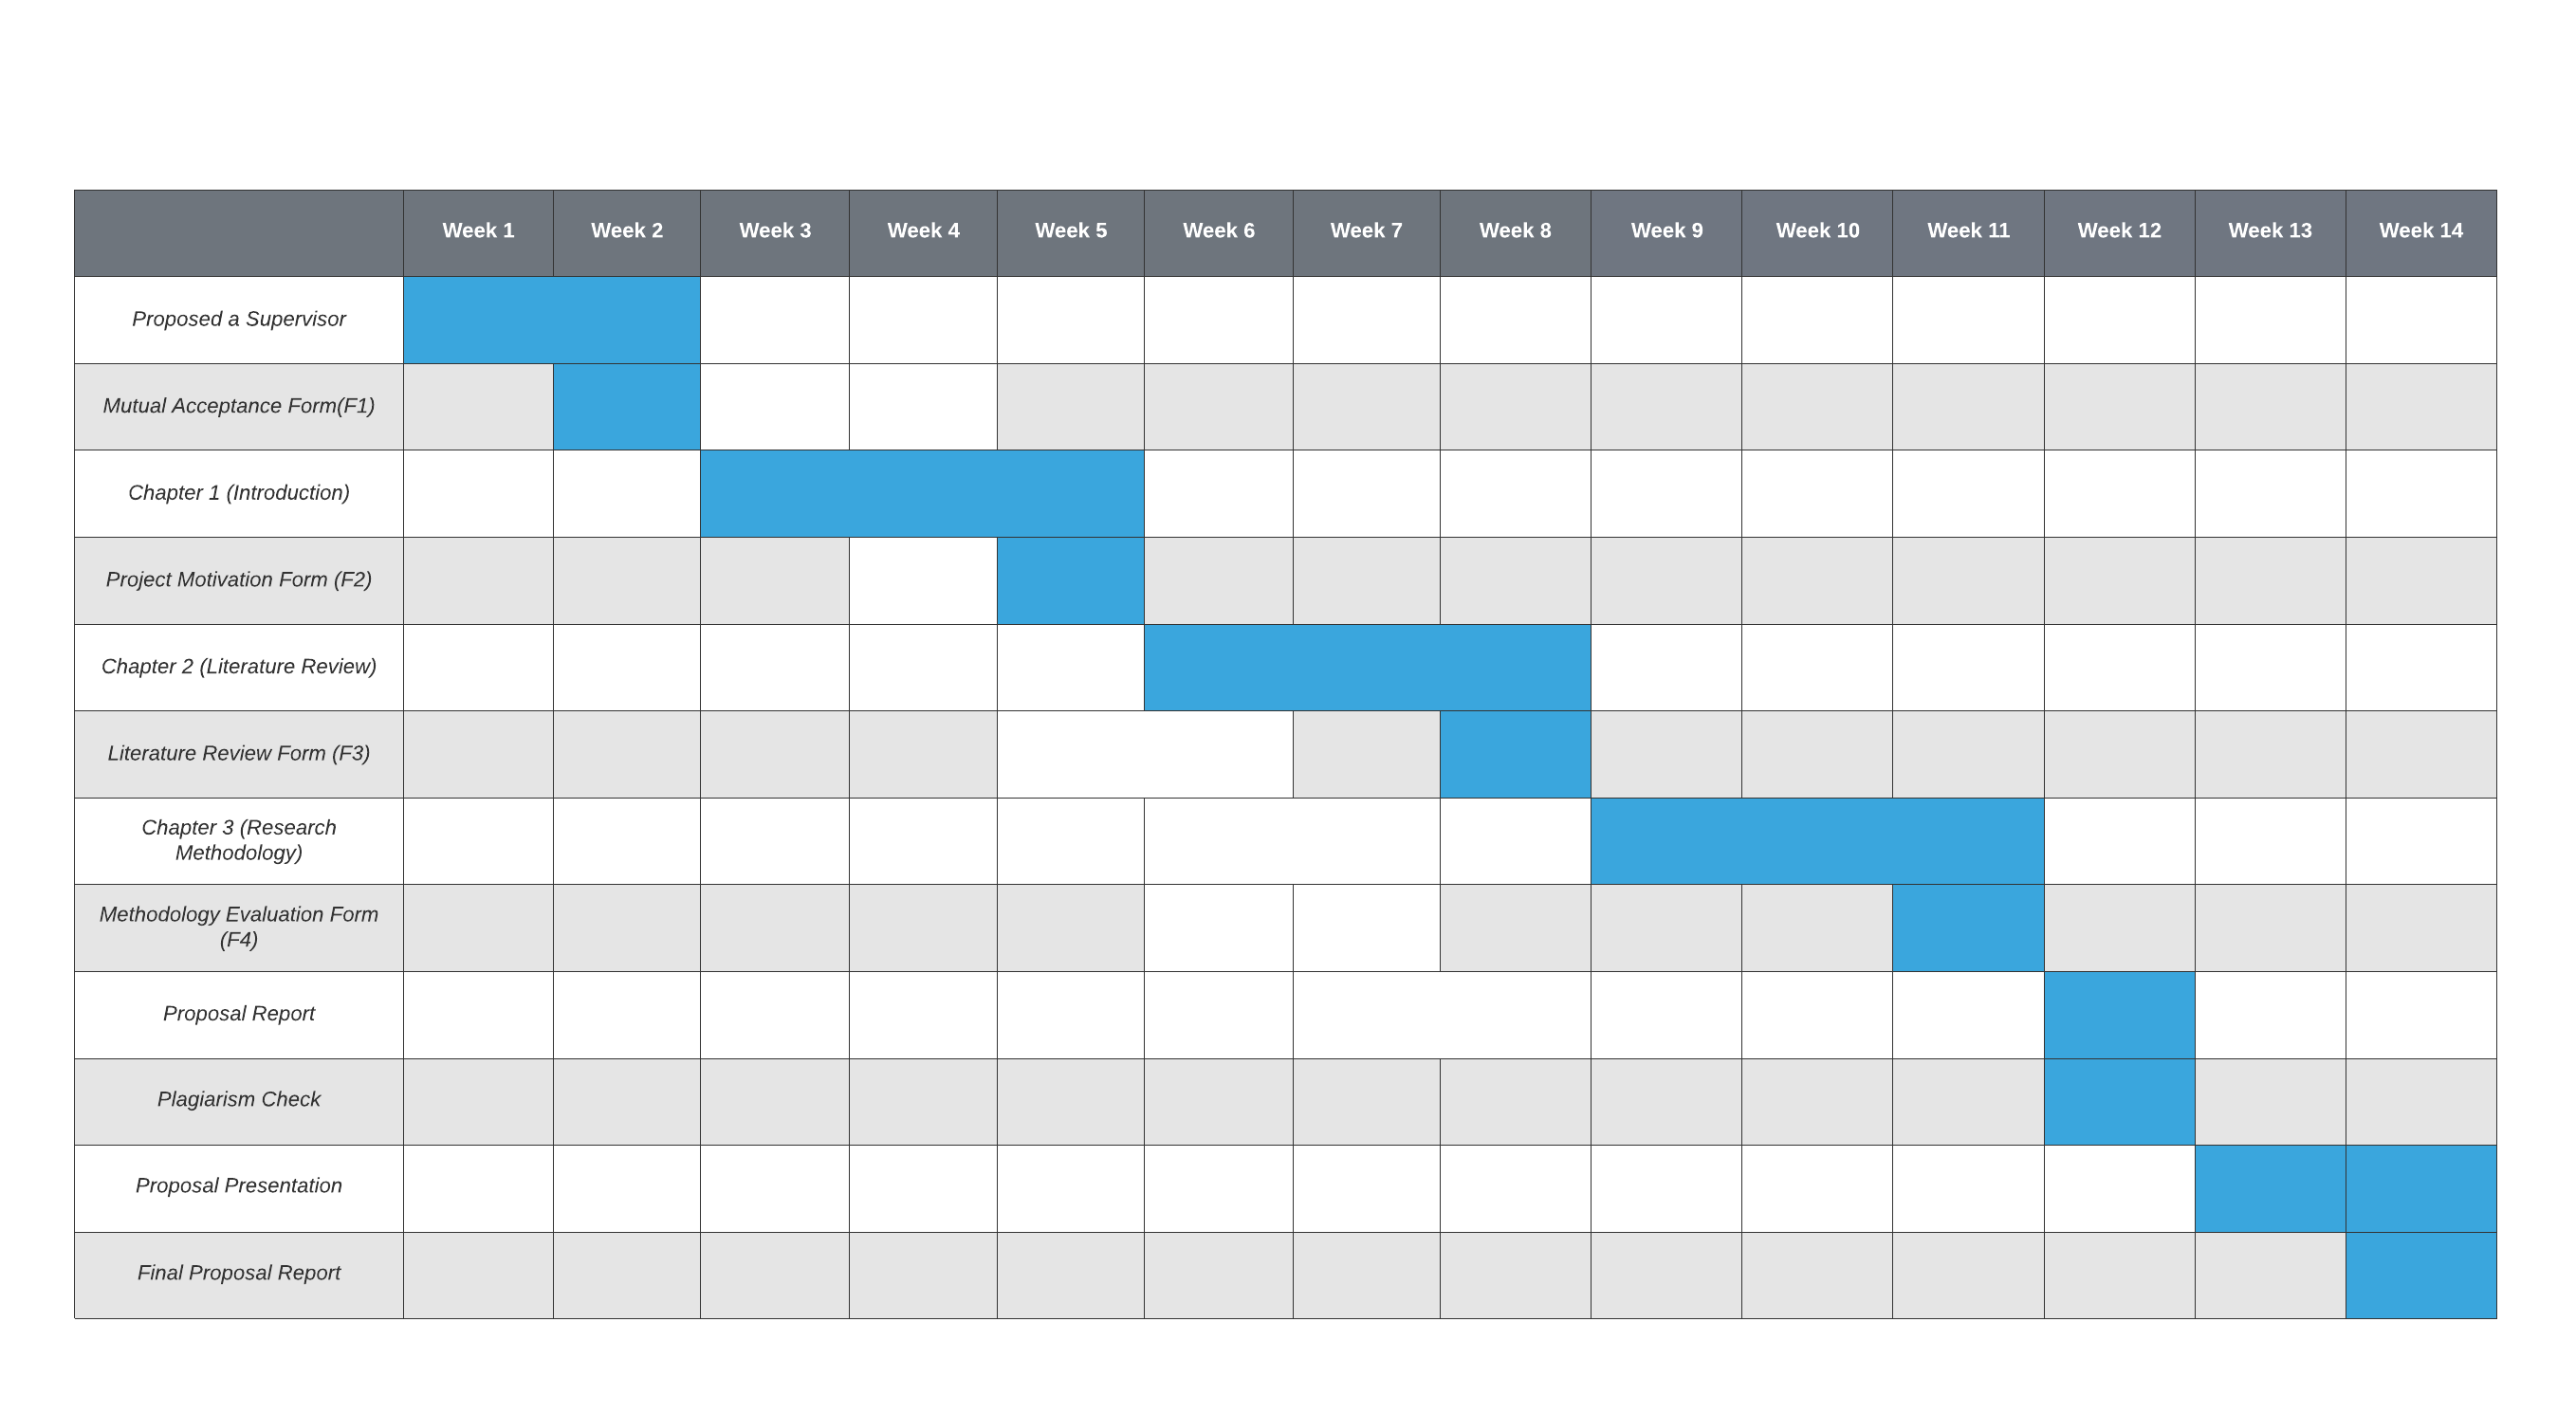 Week 1 Week 2 Week 3 Week 4 Week 5 Week 6 Week 7 Week 8 Week 9 Week 10 Week 11 Week 12 Week 13 Week 14
Proposed a Supervisor
Mutual Acceptance Form(F1)
Chapter 1 (Introduction)
Project Motivation Form (F2)
Chapter 2 (Literature Review)
Literature Review Form (F3)
Chapter 3 (Research
Methodology)
Methodology Evaluation Form
(F4)
Proposal Report
Plagiarism Check
Proposal Presentation
Final Proposal Report